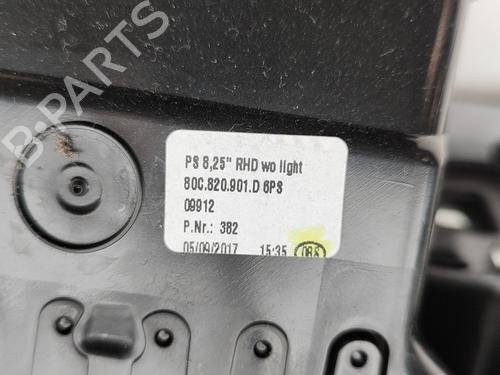 B-PARTS
PS 8,25" RHD wo light
80C.820.901.D 6PS
09912
P.Nr.: 382
05/09/2017 15:35 085